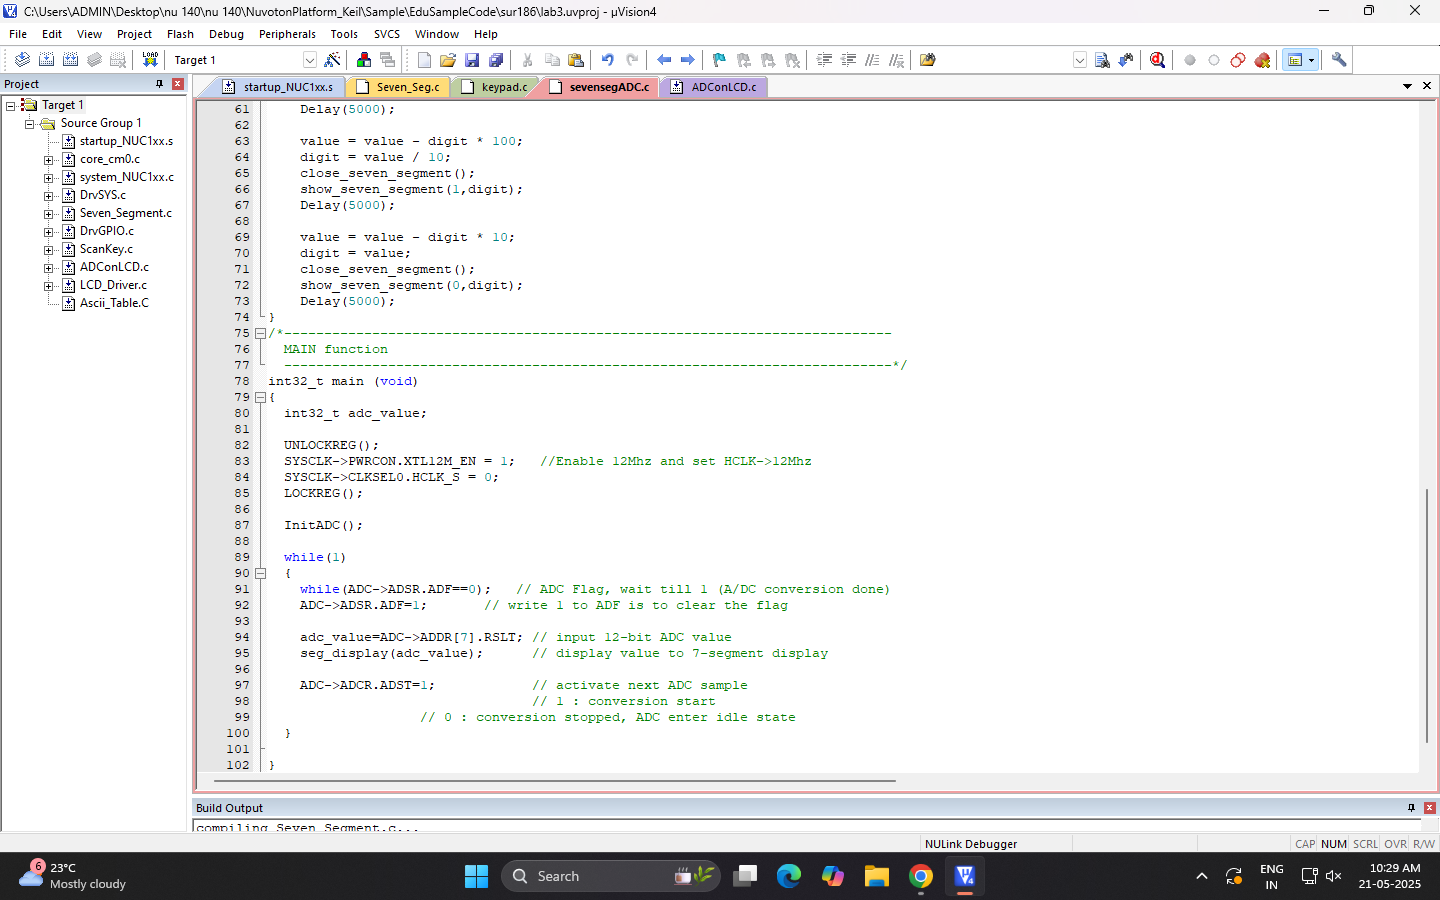 C:\Users\ADMIN\Desktop\nu 140\nu 140\NuvotonPlatform_Keil\Sample\EduSampleCode\sur186\lab3.uvproj - µVision4
File Edit View Project Flash Debug Peripherals Tools SVCS Window Help
LOAD Target 1
Project
startup_NUC1xx.s Seven_Seg.c keypad.c sevensegADC.c ADConLCD.c
Target 1
Source Group 1
startup_NUC1xx.s
core_cm0.c
system_NUC1xx.c
DrvSYS.c
Seven_Segment.c
DrvGPIO.c
ScanKey.c
ADConLCD.c
LCD_Driver.c
Ascii_Table.C
61 Delay(5000);
62
63 value = value - digit * 100;
64 digit = value / 10;
65 close_seven_segment();
66 show_seven_segment(1,digit);
67 Delay(5000);
68
69 value = value - digit * 10;
70 digit = value;
71 close_seven_segment();
72 show_seven_segment(0,digit);
73 Delay(5000);
74 }
75 /*----------------------------------------------------------------------------
76 MAIN function
77 ----------------------------------------------------------------------------*/
78 int32_t main (void)
79 {
80 int32_t adc_value;
81
82 UNLOCKREG();
83 SYSCLK->PWRCON.XTL12M_EN = 1; //Enable 12Mhz and set HCLK->12Mhz
84 SYSCLK->CLKSEL0.HCLK_S = 0;
85 LOCKREG();
86
87 InitADC();
88
89 while(1)
90 {
91 while(ADC->ADSR.ADF==0); // ADC Flag, wait till 1 (A/DC conversion done)
92 ADC->ADSR.ADF=1; // write 1 to ADF is to clear the flag
93
94 adc_value=ADC->ADDR[7].RSLT; // input 12-bit ADC value
95 seg_display(adc_value); // display value to 7-segment display
96
97 ADC->ADCR.ADST=1; // activate next ADC sample
98 // 1 : conversion start
99 // 0 : conversion stopped, ADC enter idle state
100 }
101
102 }
Build Output
compiling Seven_Segment.c...
NULink Debugger CAP NUM SCRL OVR R/W
6 23°C
Mostly cloudy
Search
ENG
IN
10:29 AM
21-05-2025